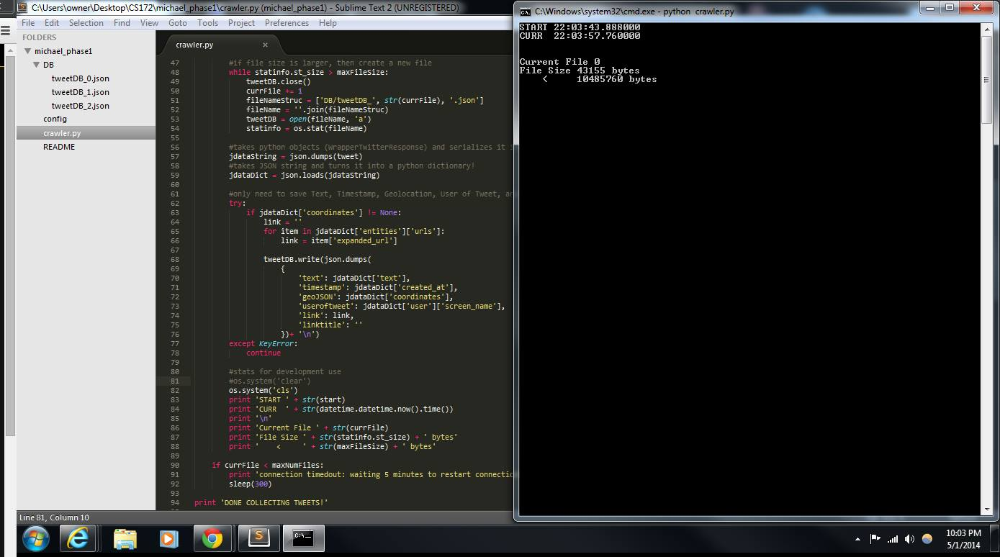 C:\Users\owner\Desktop\CS172\michael_phase1\crawler.py (michael_phase1) - Sublime Text 2 (UNREGISTERED)
File Edit Selection Find View Goto Tools Project Preferences Help
FOLDERS
michael_phase1
DB
tweetDB_0.json
tweetDB_1.json
tweetDB_2.json
config
crawler.py
README
crawler.py
47 #if file size is larger, then create a new file
48 while statinfo.st_size > maxFileSize:
49 tweetDB.close()
50 currFile += 1
51 fileNameStruc = ['DB/tweetDB_', str(currFile), '.json']
52 fileName = ''.join(fileNameStruc)
53 tweetDB = open(fileName, 'a')
54 statinfo = os.stat(fileName)
55
56 #takes python objects (WrapperTwitterResponse) and serializes it
57 jdataString = json.dumps(tweet)
58 #takes JSON string and turns it into a python dictionary!
59 jdataDict = json.loads(jdataString)
60
61 #only need to save Text, Timestamp, Geolocation, User of Tweet,
62 try:
63 if jdataDict['coordinates'] != None:
64 link = ''
65 for item in jdataDict['entities']['urls']:
66 link = item['expanded_url']
67
68 tweetDB.write(json.dumps(
69 {
70 'text': jdataDict['text'],
71 'timestamp': jdataDict['created_at'],
72 'geoJSON': jdataDict['coordinates'],
73 'useroftweet': jdataDict['user']['screen_name'],
74 'link': link,
75 'linktitle': ''
76 })+ '\n')
77 except KeyError:
78 continue
79
80 #stats for development use
81 #os.system('clear')
82 os.system('cls')
83 print 'START ' + str(start)
84 print 'CURR  ' + str(datetime.datetime.now().time())
85 print '\n'
86 print 'Current File ' + str(currFile)
87 print 'File Size ' + str(statinfo.st_size) + ' bytes'
88 print '    <     ' + str(maxFileSize) + ' bytes'
89
90 if currFile < maxNumFiles:
91 print 'connection timedout: waiting 5 minutes to restart
92 sleep(300)
93
94 print 'DONE COLLECTING TWEETS!'
Line 81, Column 10
C:\Windows\system32\cmd.exe - python crawler.py
START 22:03:43.888000
CURR  22:03:57.760000
Current File 0
File Size 43155 bytes
< 10485760 bytes
10:03 PM
5/1/2014